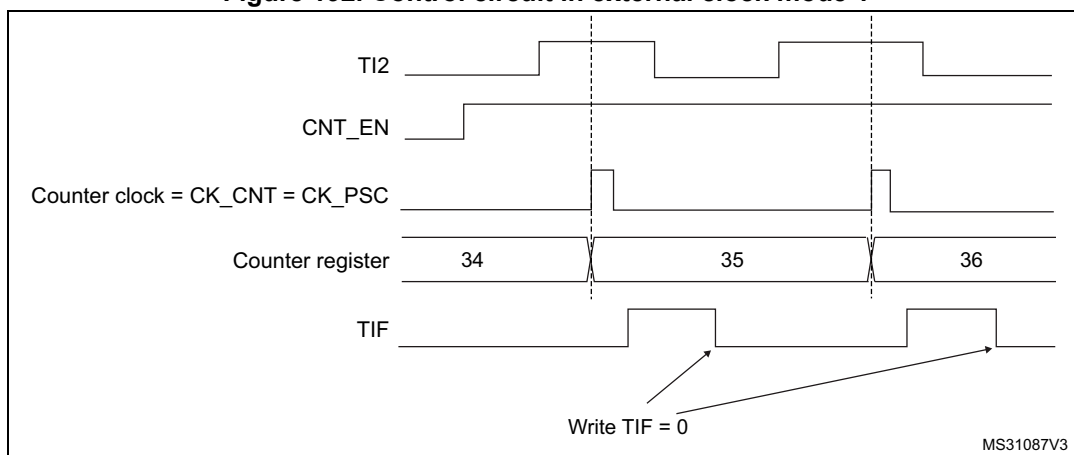 TI2
CNT_EN
Counter clock = CK_CNT = CK_PSC
Counter register 34 35 36
TIF
Write TIF = 0
MS31087V3